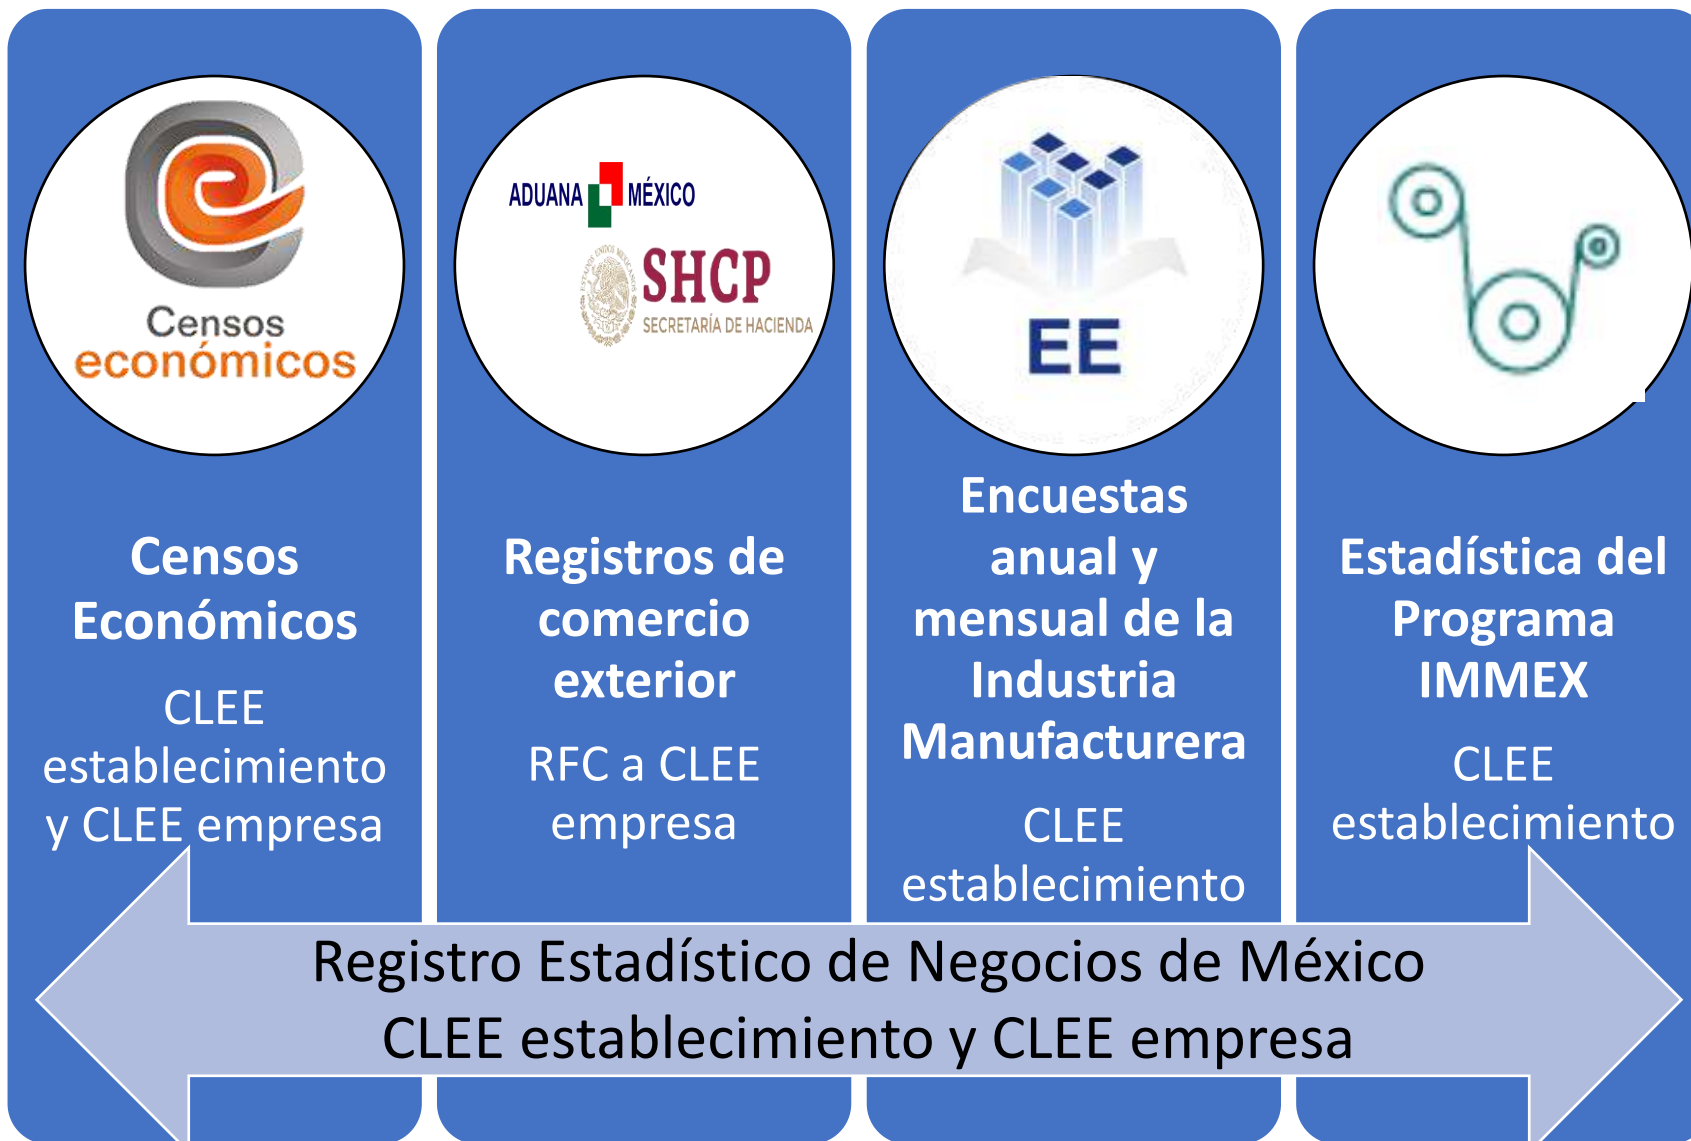 Censos
económicos
Censos
Económicos
CLEE
establecimiento
y CLEE empresa
ADUANA MÉXICO
SHCP
SECRETARÍA DE HACIENDA
Registros de
comercio
exterior
RFC a CLEE
empresa
EE
Encuestas
anual y
mensual de la
Industria
Manufacturera
CLEE
establecimiento
Estadística del
Programa
IMMEX
CLEE
establecimiento
Registro Estadístico de Negocios de México
CLEE establecimiento y CLEE empresa